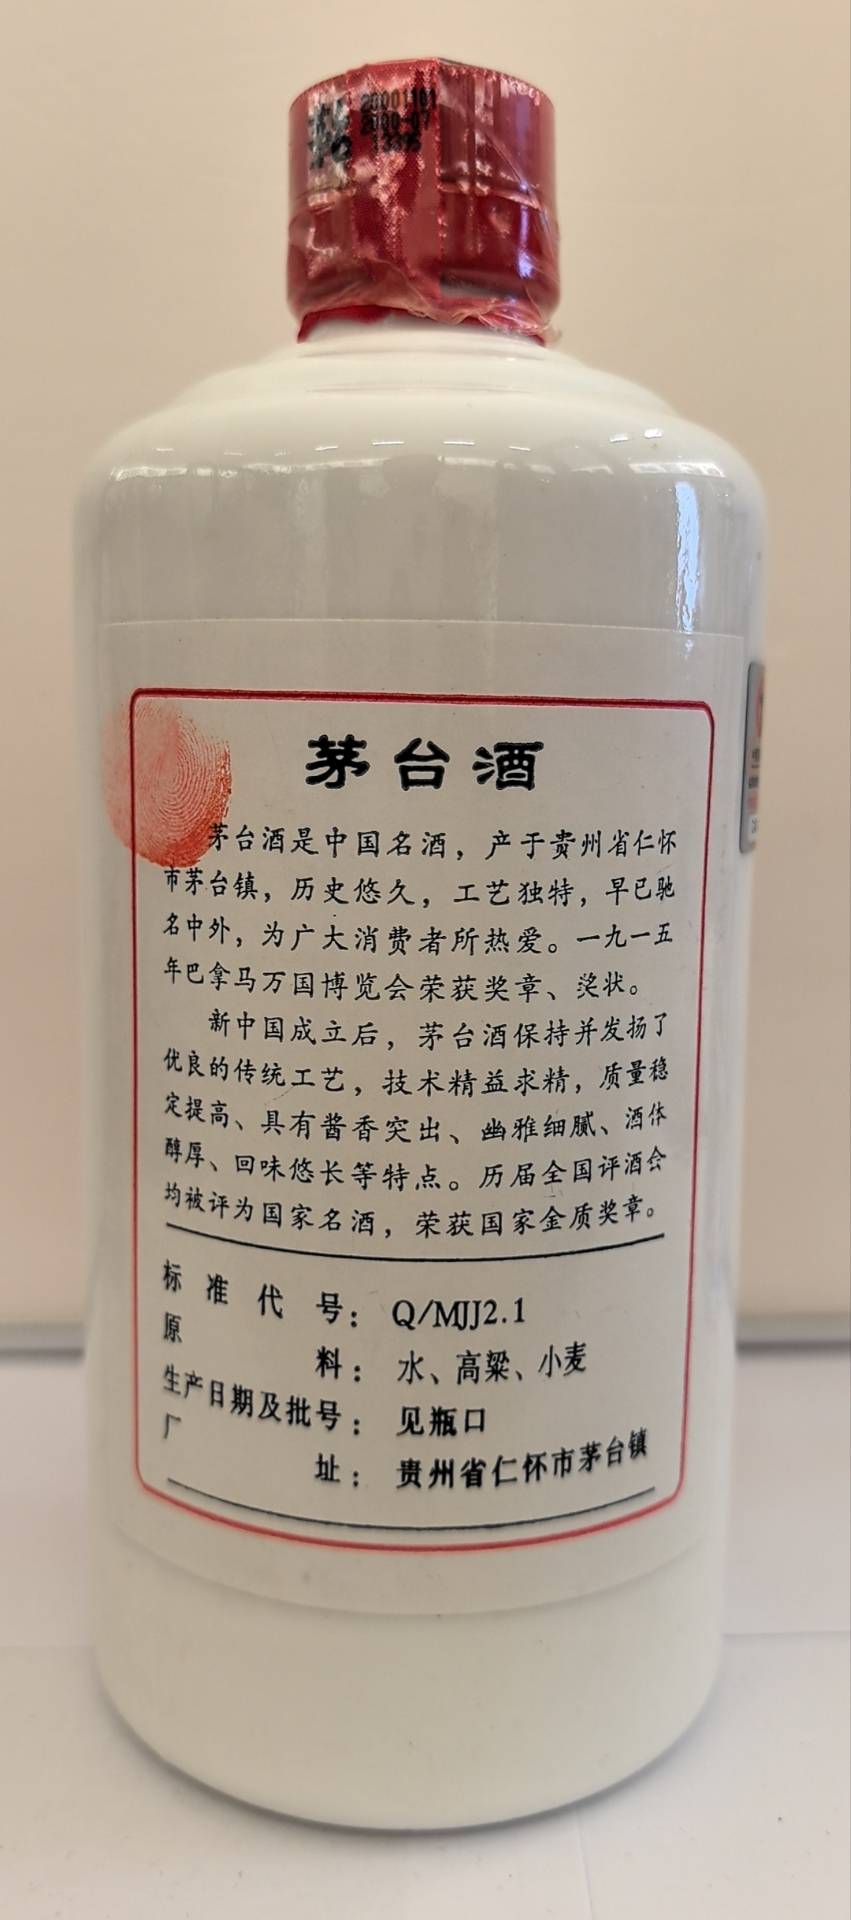 20001101
2000-07
13395
茅台酒
茅台酒是中国名酒，产于贵州省仁怀
市茅台镇，历史悠久，工艺独特，早已驰
名中外，为广大消费者所热爱。一九一五
年巴拿马万国博览会荣获奖章、奖状。
新中国成立后，茅台酒保持并发扬了
优良的传统工艺，技术精益求精，质量稳
定提高、具有酱香突出、幽雅细腻、酒体
醇厚、回味悠长等特点。历届全国评酒会
均被评为国家名酒，荣获国家金质奖章。
标准代号：Q/MJJ2.1
原料：水、高粱、小麦
生产日期及批号：见瓶口
厂址：贵州省仁怀市茅台镇